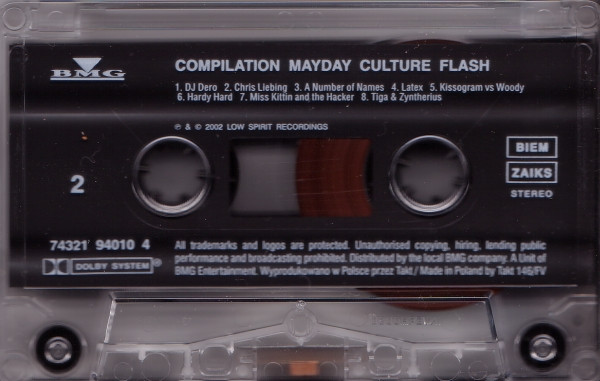 BMG
COMPILATION MAYDAY CULTURE FLASH
1. DJ Dero 2. Chris Liebing 3. A Number of Names 4. Latex 5. Kissogram vs Woody
6. Hardy Hard 7. Miss Kittin and the Hacker 8. Tiga & Zyntherius
℗ & © 2002 LOW SPIRIT RECORDINGS
BIEM
ZAIKS
STEREO
2
74321 94010 4
DOLBY SYSTEM®
All trademarks and logos are protected. Unauthorised copying, hiring, lending public
performance and broadcasting prohibited. Distributed by the local BMG company. A Unit of
BMG Entertainment. Wyprodukowano w Polsce przez Takt./ Made in Poland by Takt 146/FV